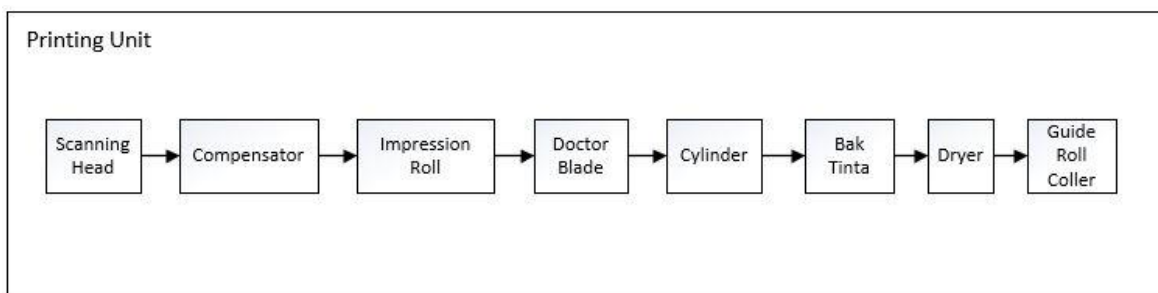 Printing Unit
Scanning
Head
Compensator
Impression
Roll
Doctor
Blade
Cylinder
Bak
Tinta
Dryer
Guide
Roll
Coller